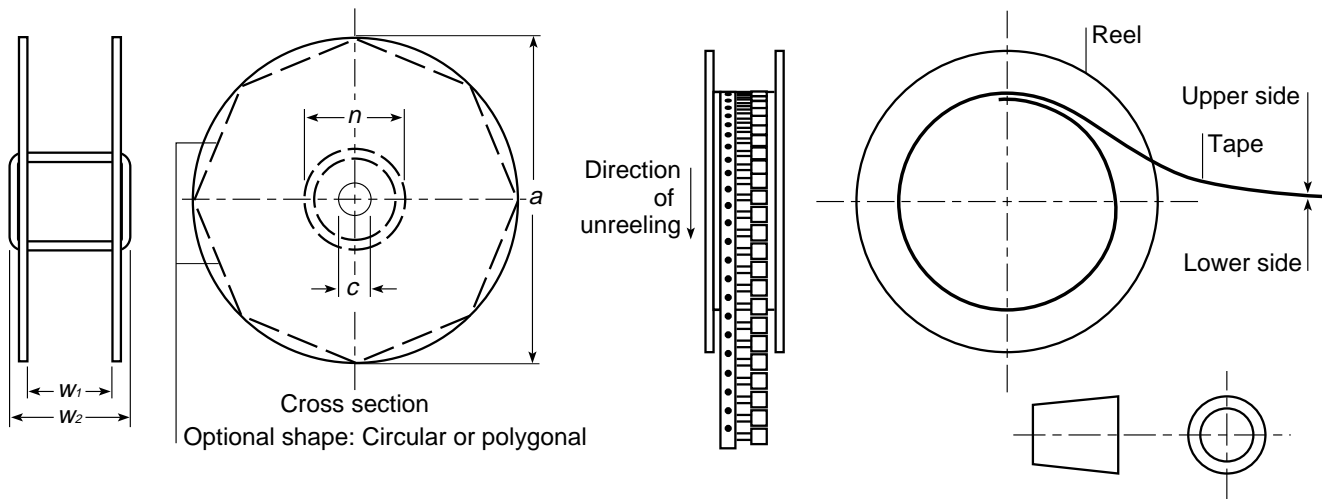 n
a
c
W1
W2
Cross section
Optional shape: Circular or polygonal
Direction
of
unreeling
Reel
Upper side
Tape
Lower side